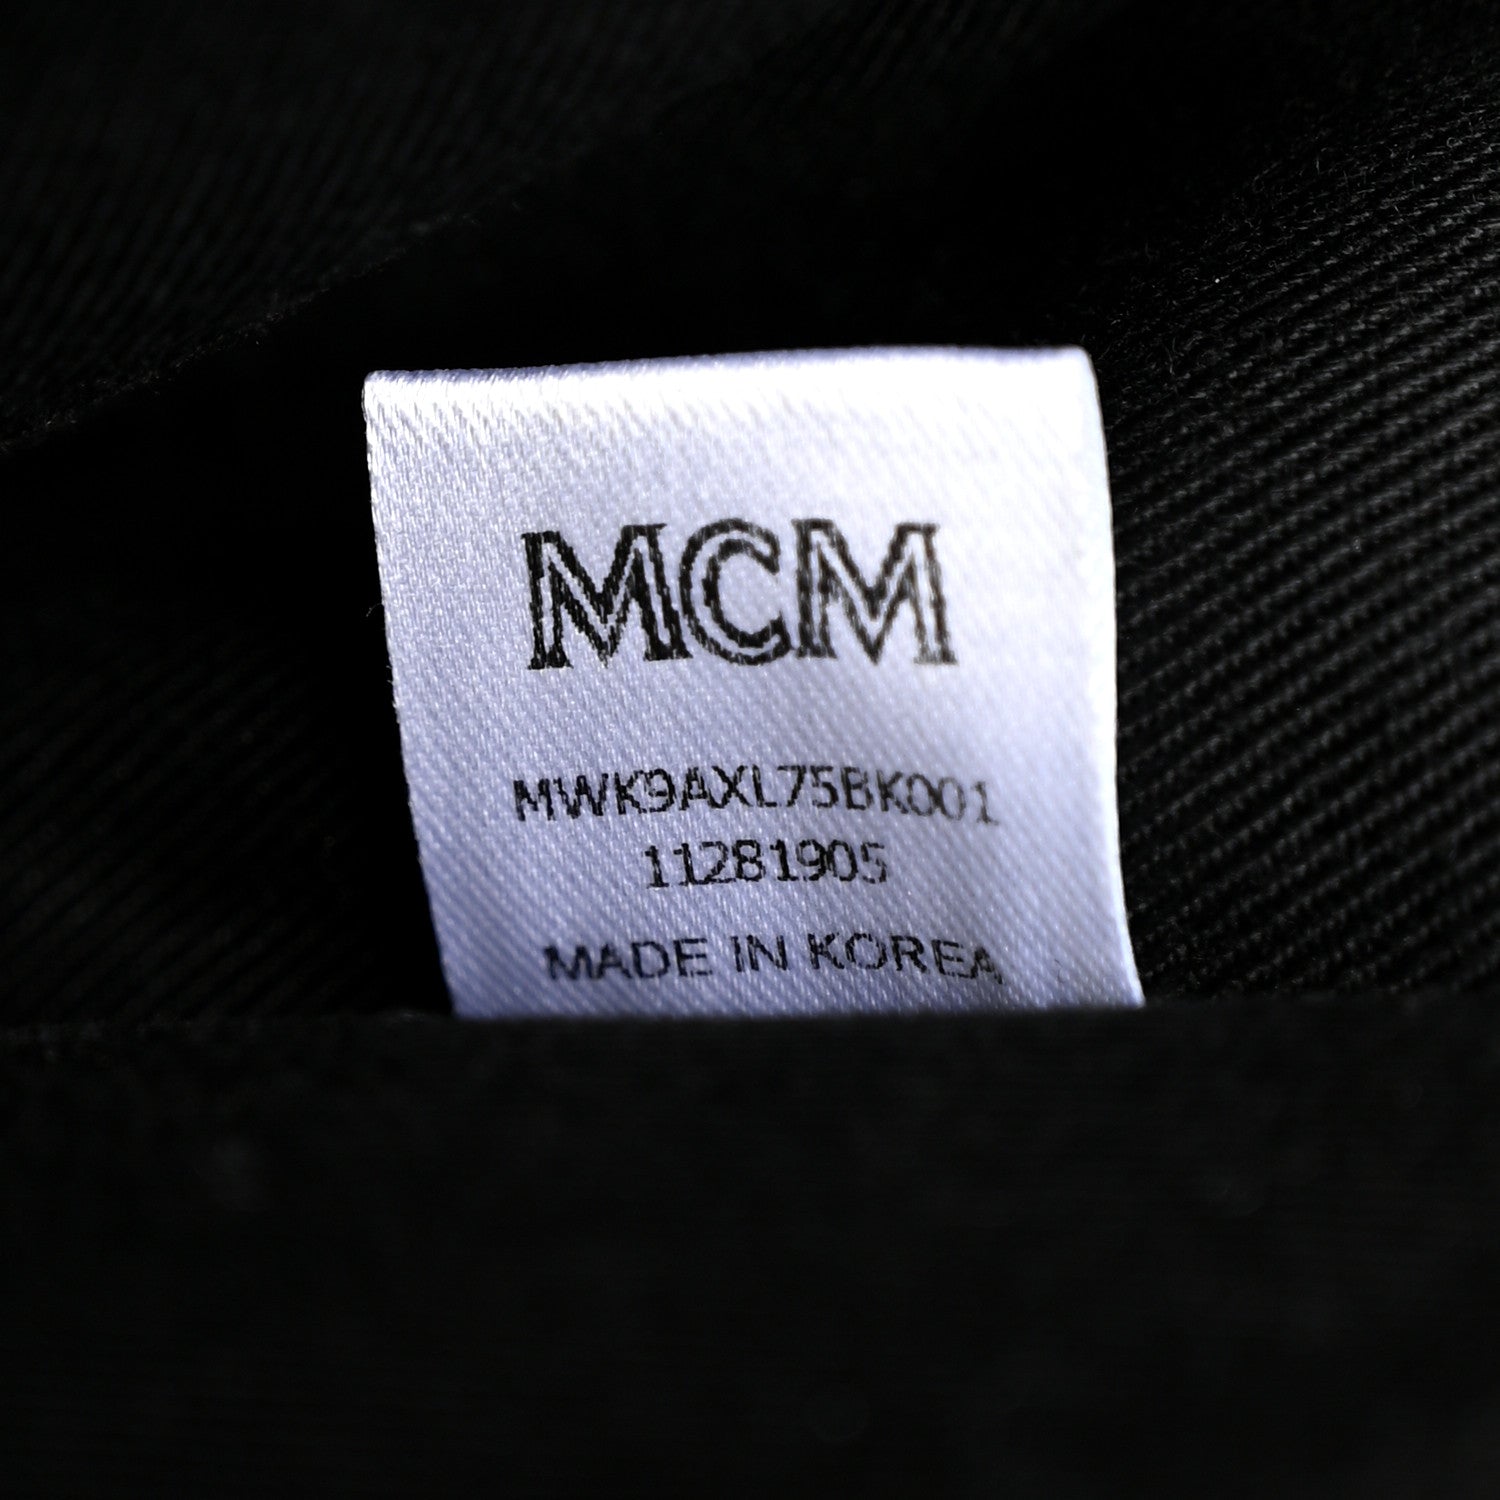 MCM
MWK9AXL75BK001
11281905
MADE IN KOREA